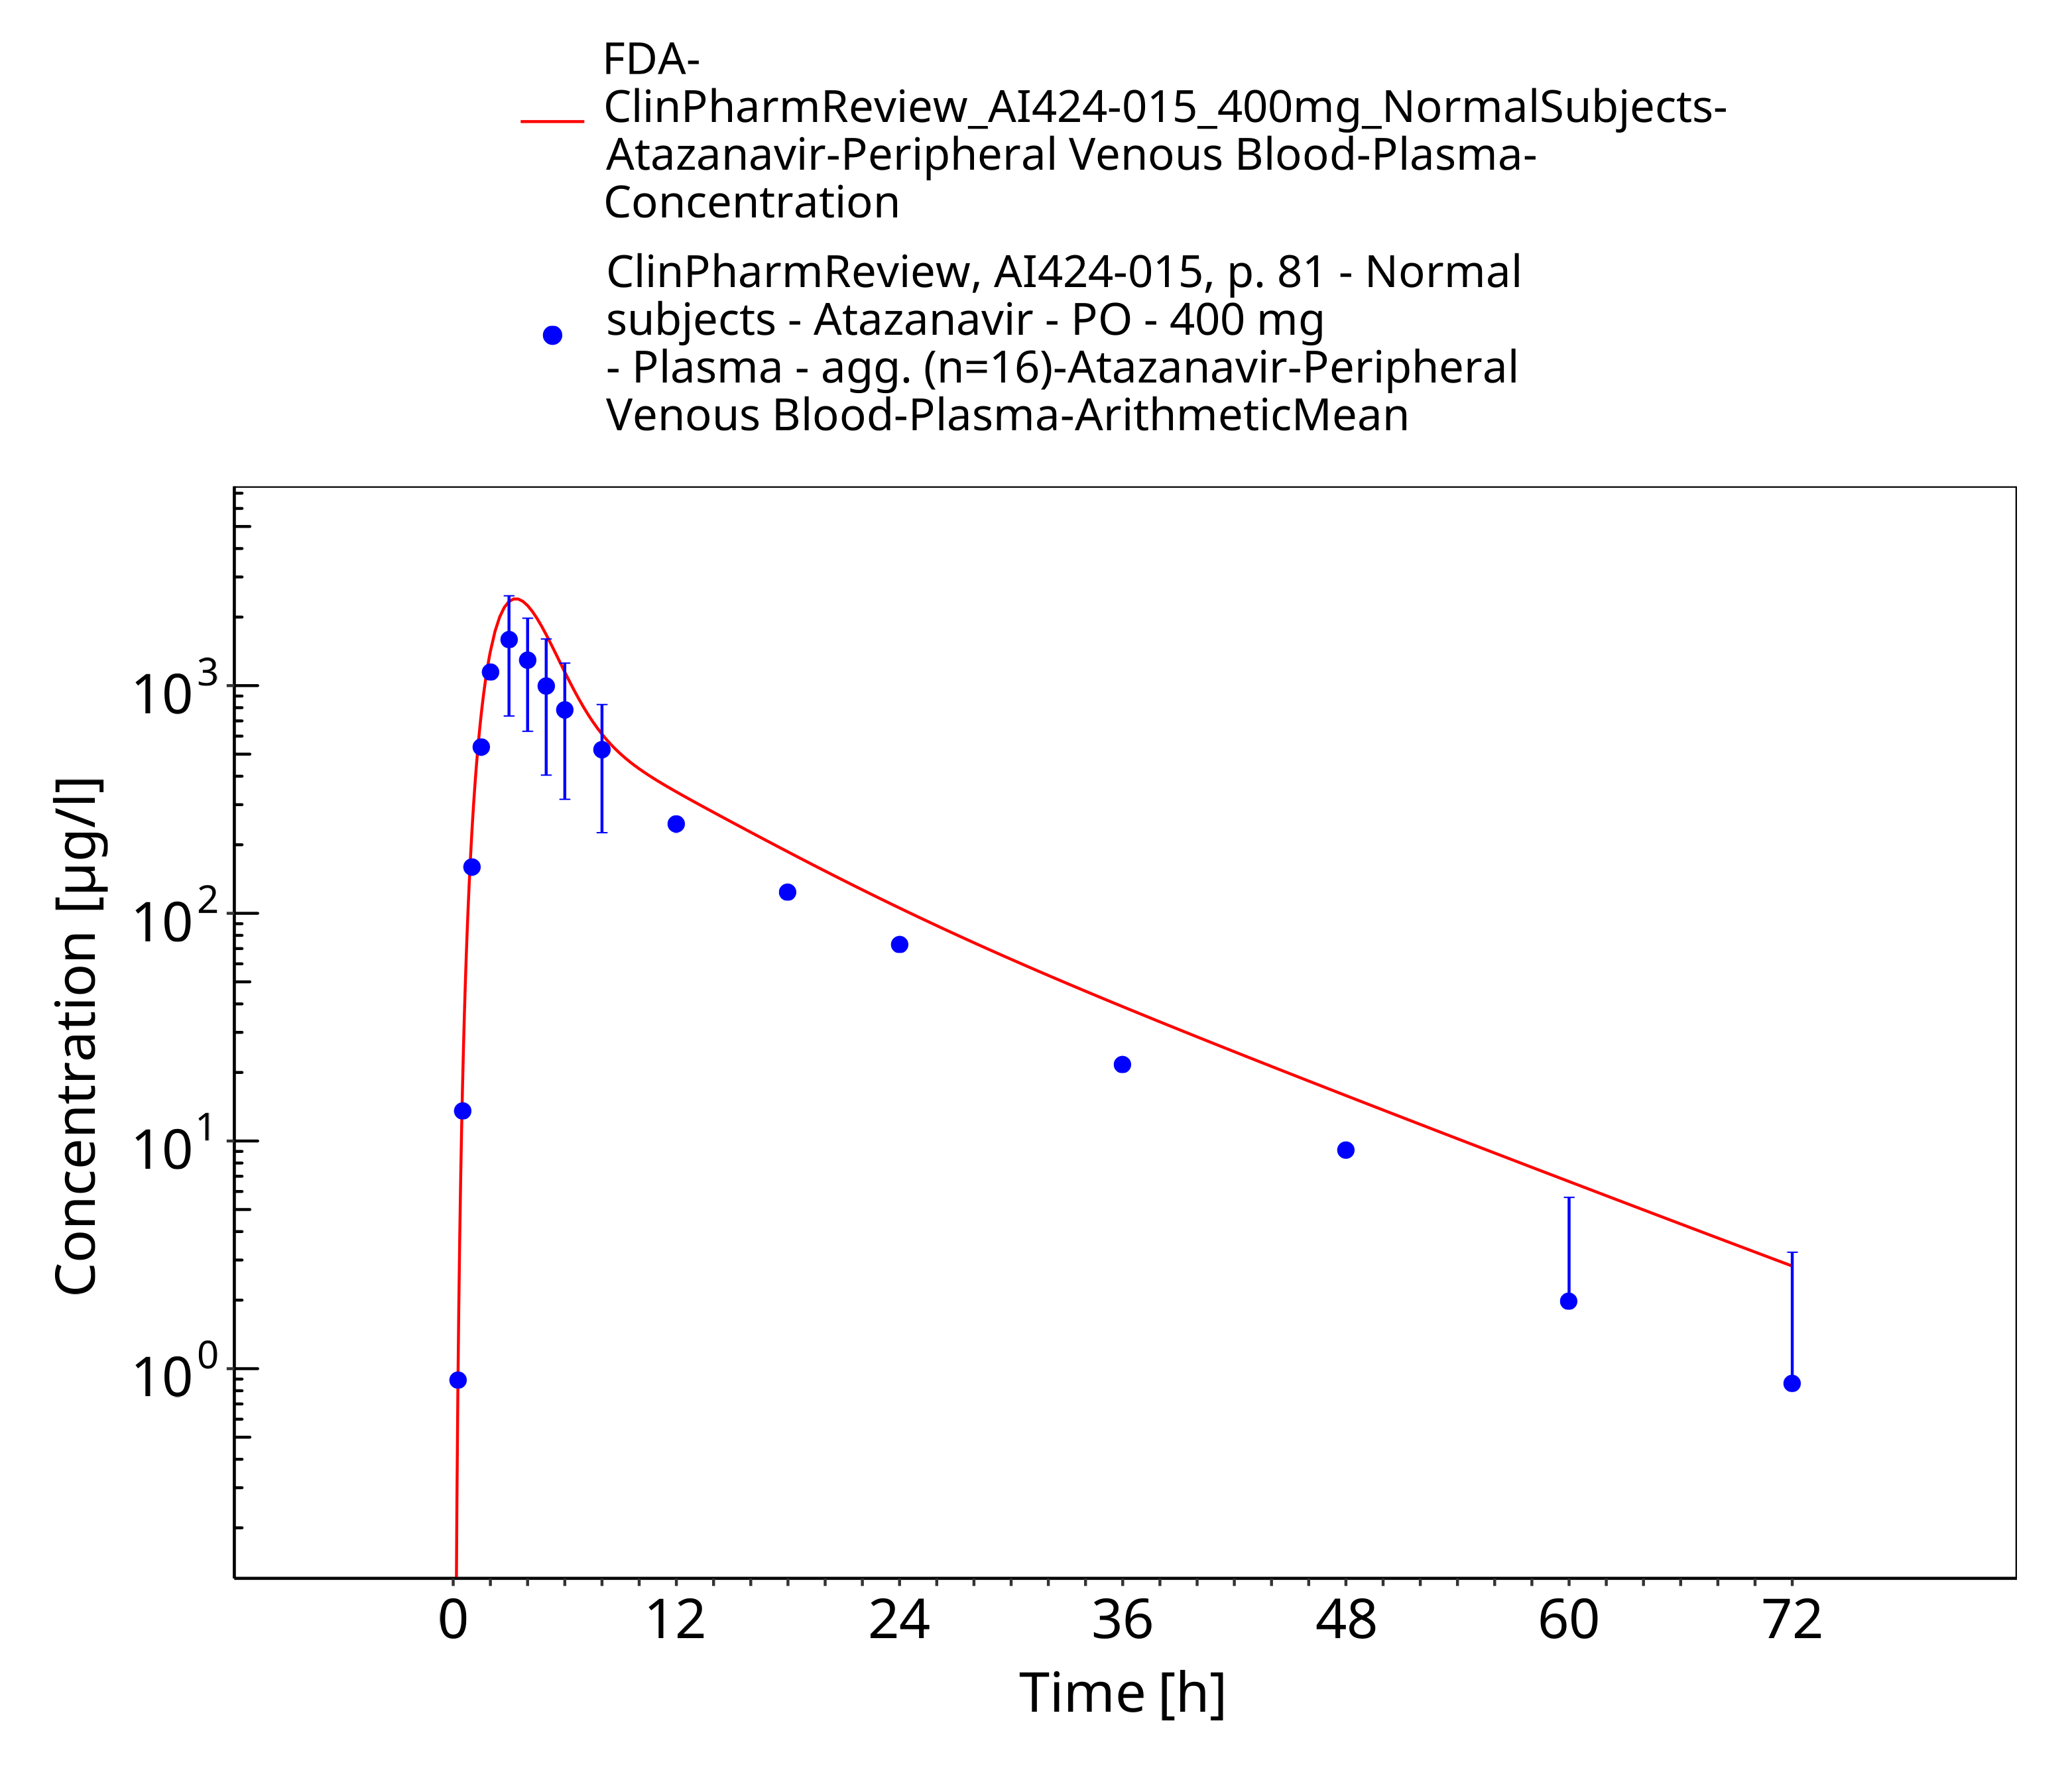 FDA-
ClinPharmReview_AI424-015_400mg_NormalSubjects-
Atazanavir-Peripheral Venous Blood-Plasma-
Concentration
ClinPharmReview, AI424-015, p. 81 - Normal
subjects - Atazanavir - PO - 400 mg
- Plasma - agg. (n=16)-Atazanavir-Peripheral
Venous Blood-Plasma-ArithmeticMean
Concentration [µg/l]
10³
10²
10¹
10⁰
0 12 24 36 48 60 72
Time [h]